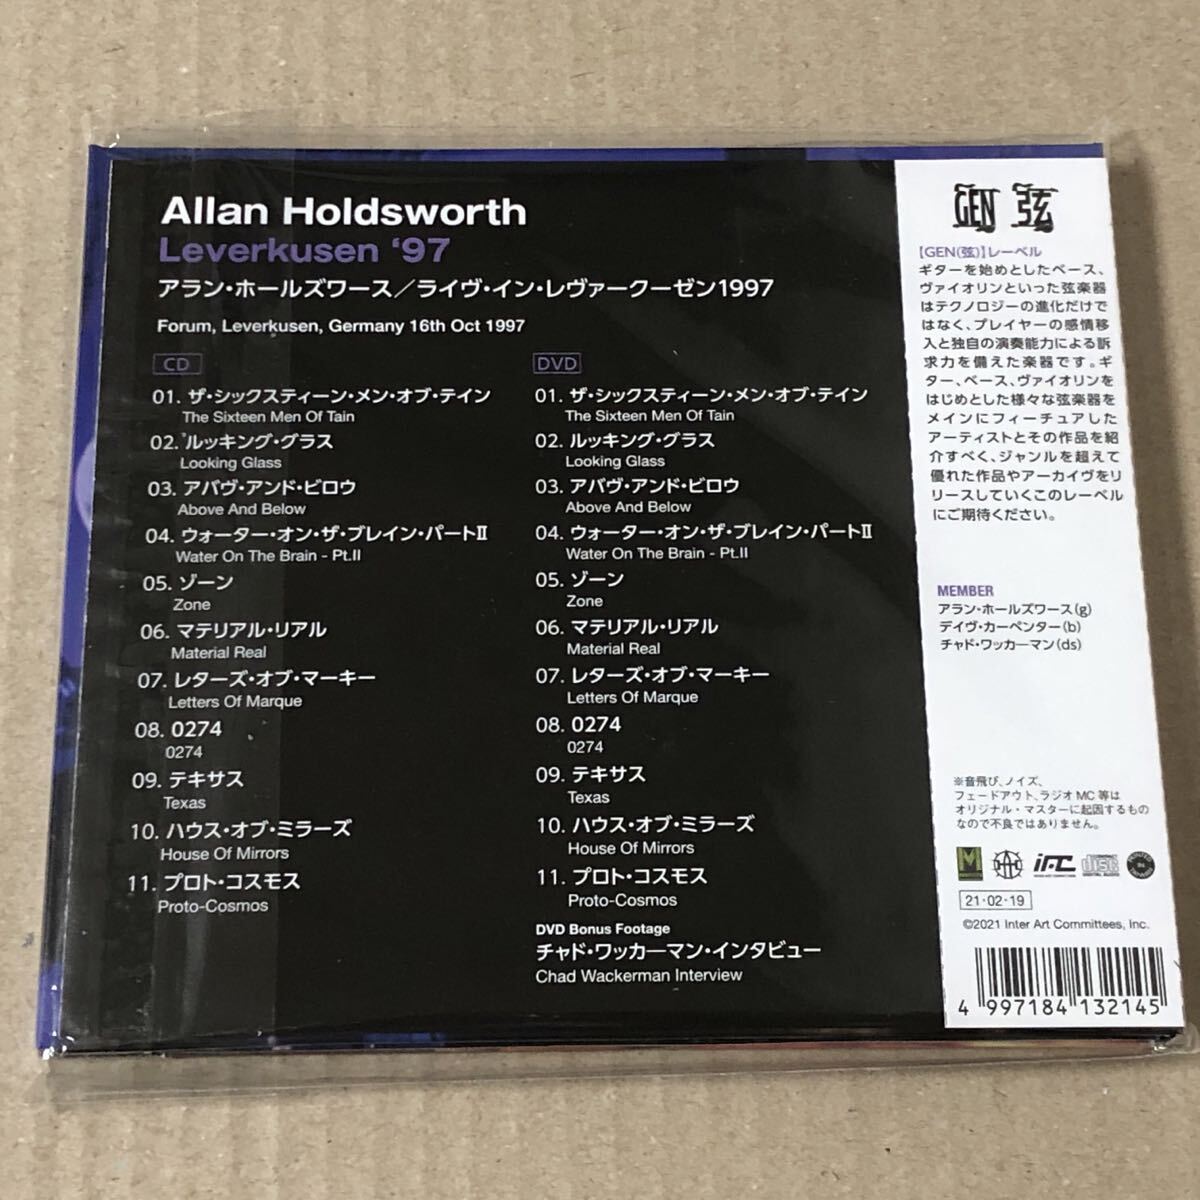 Allan Holdsworth
Leverkusen ‘97
アラン・ホールズワース／ライヴ・イン・レヴァークーゼン1997
Forum, Leverkusen, Germany 16th Oct 1997
CD
01. ザ・シックスティーン・メン・オブ・テイン
The Sixteen Men Of Tain
02. ルッキング・グラス
Looking Glass
03. アバヴ・アンド・ビロウ
Above And Below
04. ウォーター・オン・ザ・ブレイン・パートⅡ
Water On The Brain - Pt.II
05. ゾーン
Zone
06. マテリアル・リアル
Material Real
07. レターズ・オブ・マーキー
Letters Of Marque
08. 0274
0274
09. テキサス
Texas
10. ハウス・オブ・ミラーズ
House Of Mirrors
11. プロト・コスモス
Proto-Cosmos
DVD
01. ザ・シックスティーン・メン・オブ・テイン
The Sixteen Men Of Tain
02. ルッキング・グラス
Looking Glass
03. アバヴ・アンド・ビロウ
Above And Below
04. ウォーター・オン・ザ・ブレイン・パートⅡ
Water On The Brain - Pt.II
05. ゾーン
Zone
06. マテリアル・リアル
Material Real
07. レターズ・オブ・マーキー
Letters Of Marque
08. 0274
0274
09. テキサス
Texas
10. ハウス・オブ・ミラーズ
House Of Mirrors
11. プロト・コスモス
Proto-Cosmos
DVD Bonus Footage
チャド・ワッカーマン・インタビュー
Chad Wackerman Interview
GEN 弦
【GEN(弦)】レーベル
ギターを始めとしたベース、
ヴァイオリンといった弦楽器
はテクノロジーの進化だけで
はなく、プレイヤーの感情移
入と独自の演奏能力による訴
求力を備えた楽器です。ギ
ター、ベース、ヴァイオリンを
はじめとした様々な弦楽器を
メインにフィーチュアした
アーティストとその作品を紹
介すべく、ジャンルを超えて
優れた作品やアーカイヴをリ
リースしていくこのレーベル
にご期待ください。
MEMBER
アラン・ホールズワース(g)
デイヴ・カーペンター(b)
チャド・ワッカーマン(ds)
※音飛び、ノイズ、
フェードアウト、ラジオMC等は
オリジナル・マスターに起因するもの
なので不良ではありません。
IFC
disc
DIGITAL AUDIO
21・02・19
©2021 Inter Art Committees, Inc.
4 997184 132145